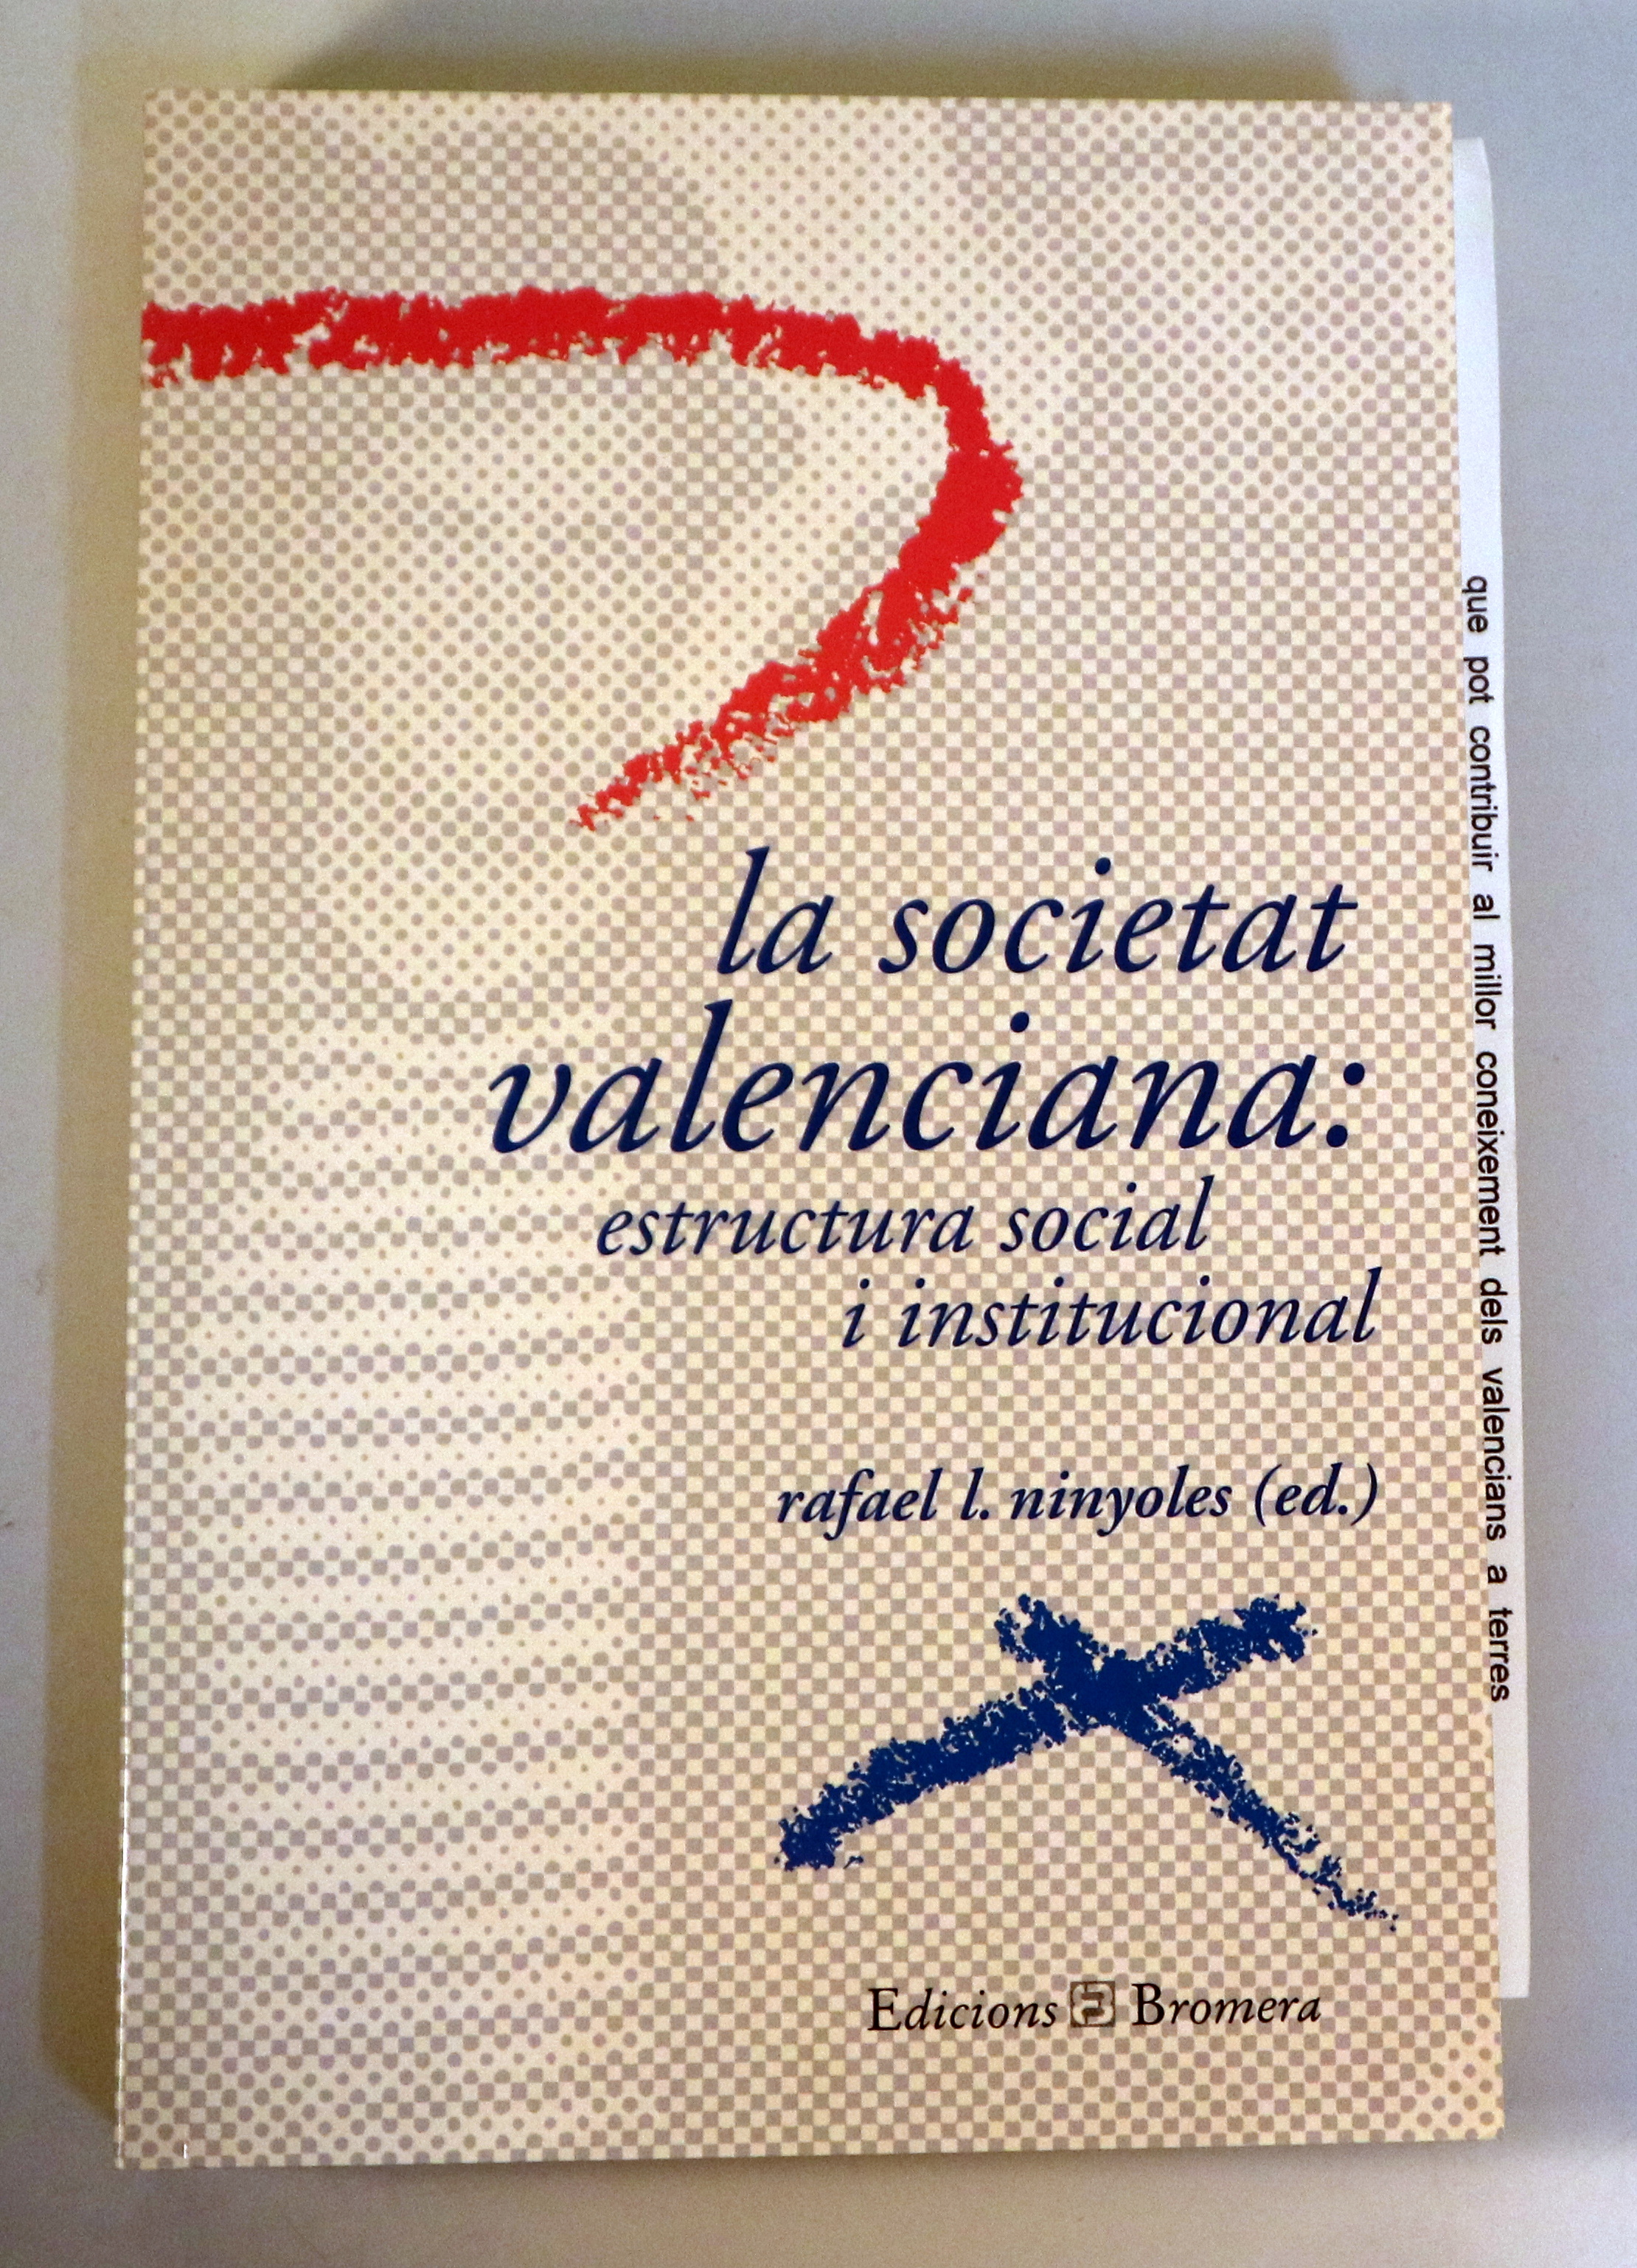 la societat
valenciana:
estructura social
i institucional
rafael l. ninyoles (ed.)
Edicions Bromera
que pot contribuir al millor coneixement dels valencians a terres